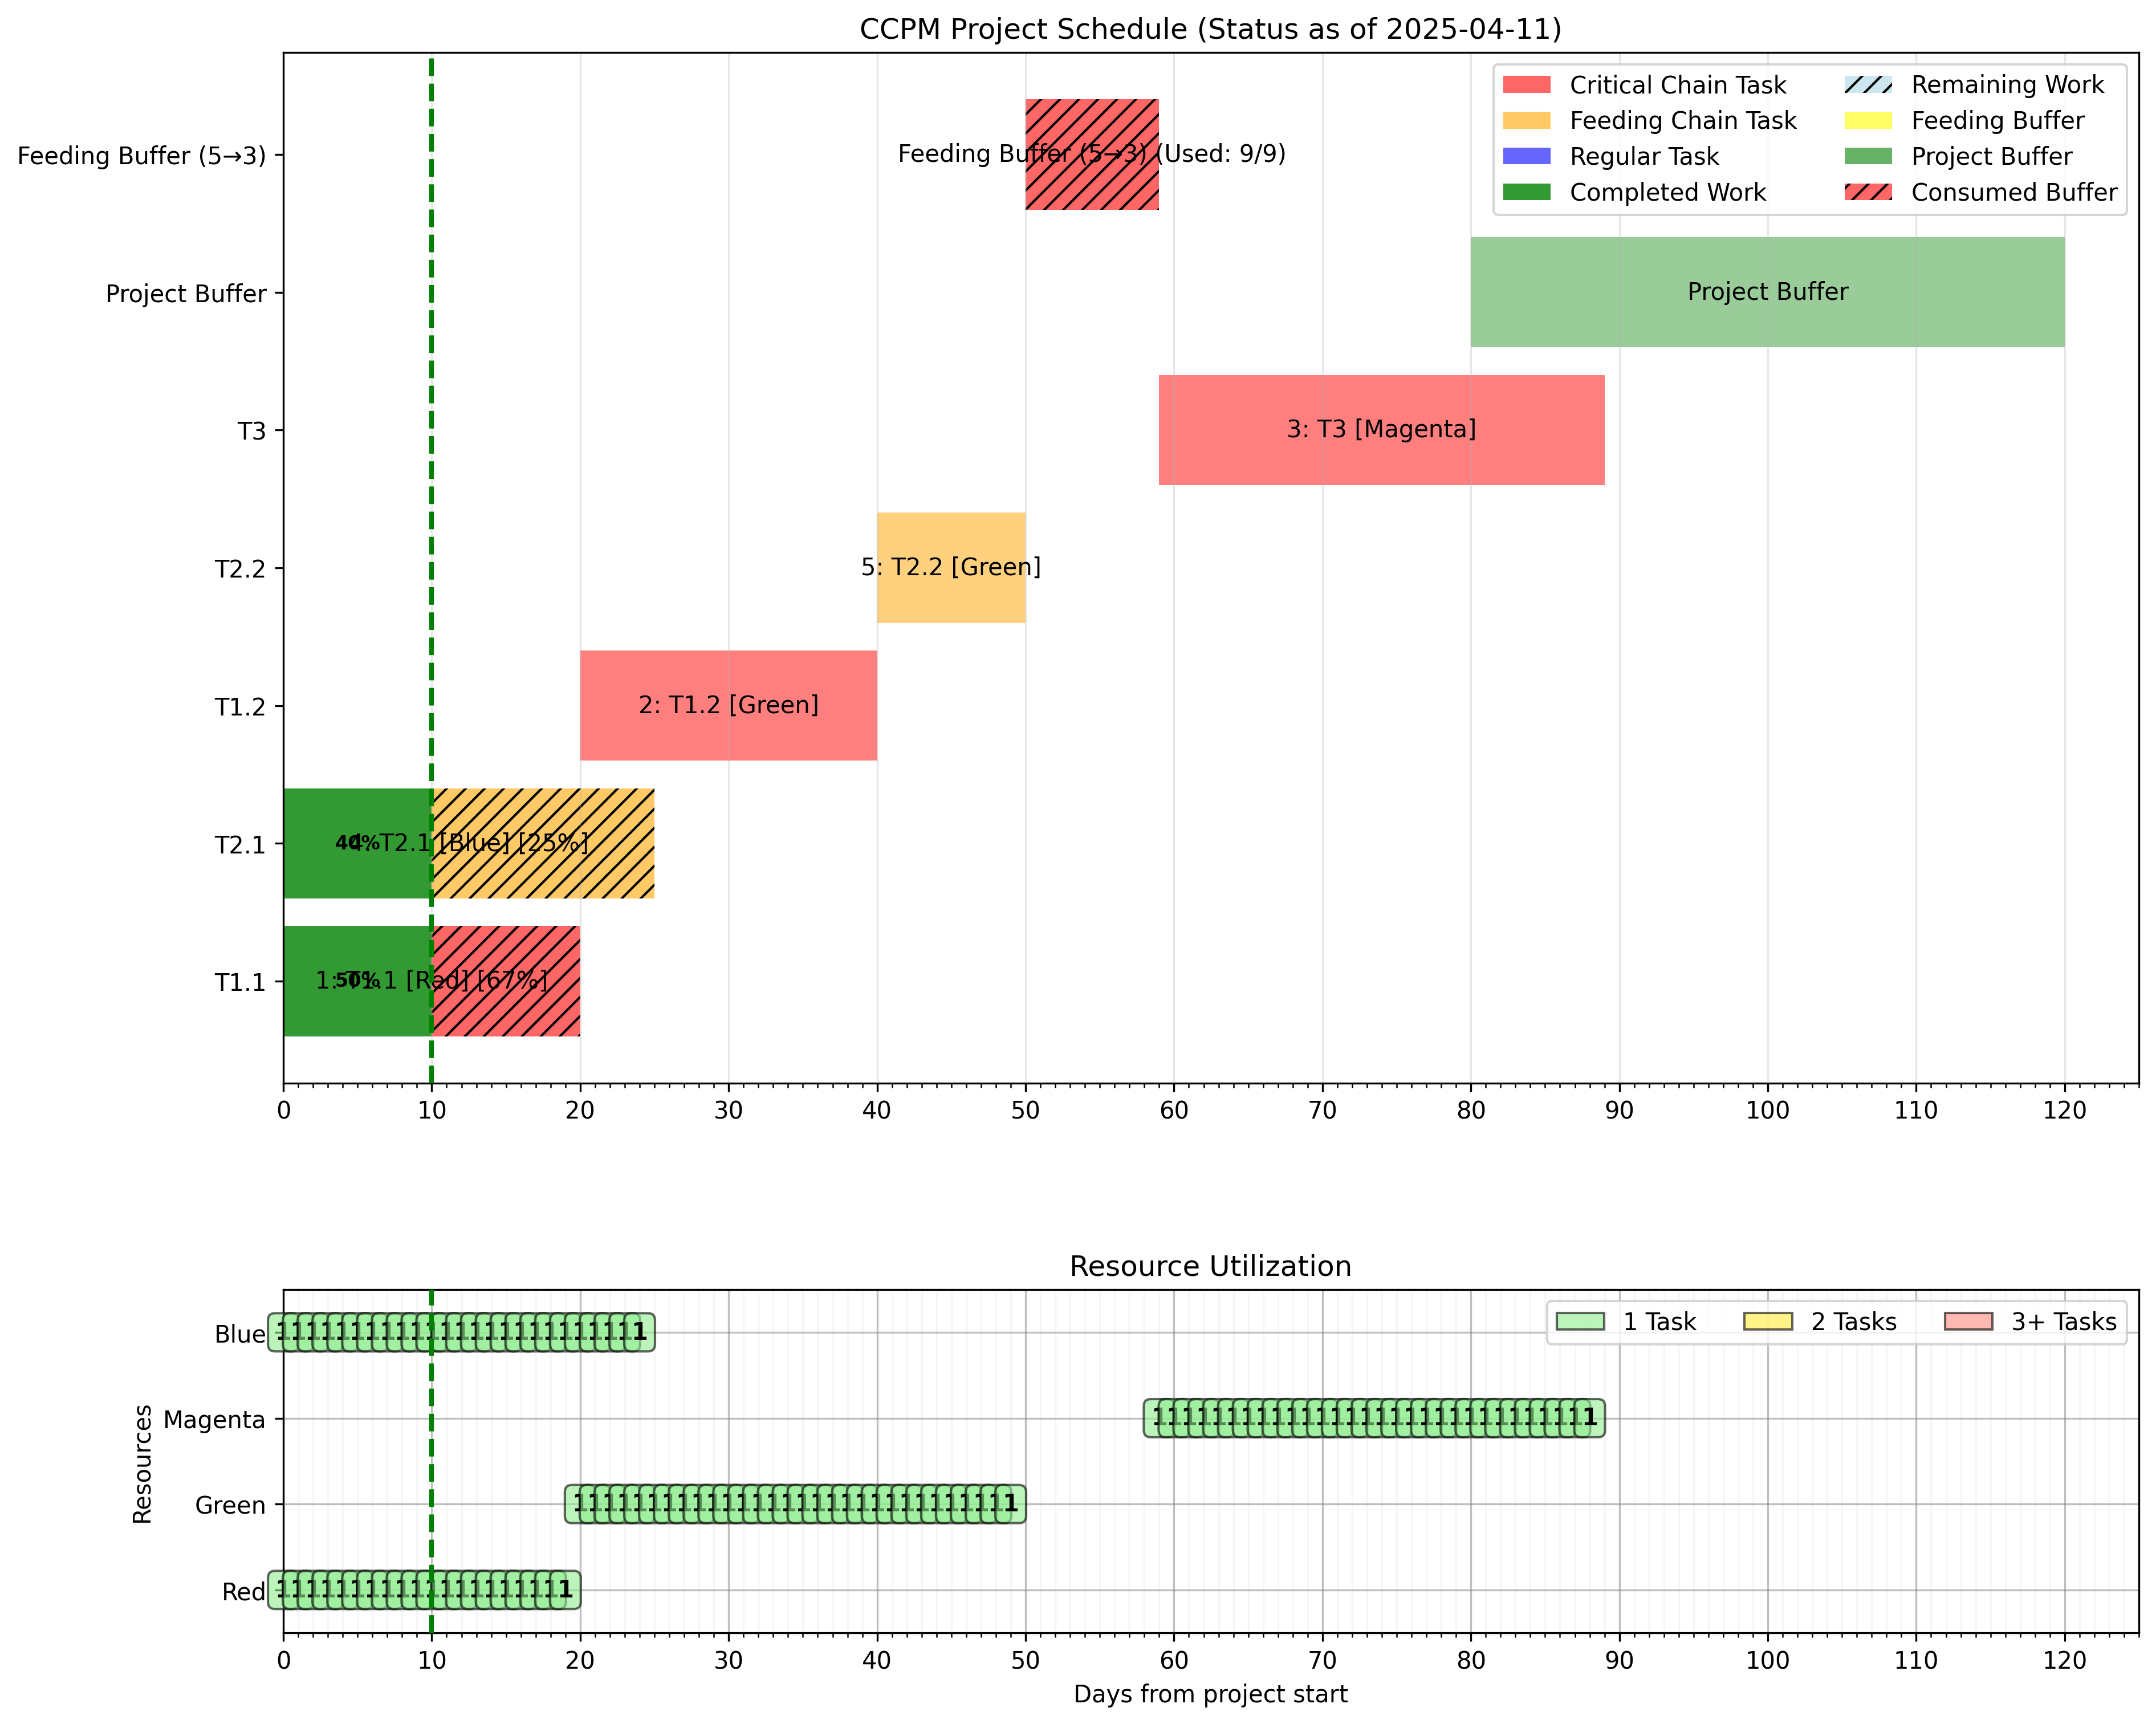 CCPM Project Schedule (Status as of 2025-04-11)
Critical Chain Task
Feeding Chain Task
Regular Task
Completed Work
Remaining Work
Feeding Buffer
Project Buffer
Consumed Buffer
Feeding Buffer (5→3)
Feeding Buffer (5→3) (Used: 9/9)
Project Buffer
Project Buffer
T3
3: T3 [Magenta]
T2.2
5: T2.2 [Green]
T1.2
2: T1.2 [Green]
T2.1
40%
4: T2.1 [Blue] [25%]
T1.1
50%
1: T1.1 [Red] [67%]
0 10 20 30 40 50 60 70 80 90 100 110 120
Resource Utilization
1 Task 2 Tasks 3+ Tasks
Resources
Blue
Magenta
Green
Red
0 10 20 30 40 50 60 70 80 90 100 110 120
Days from project start